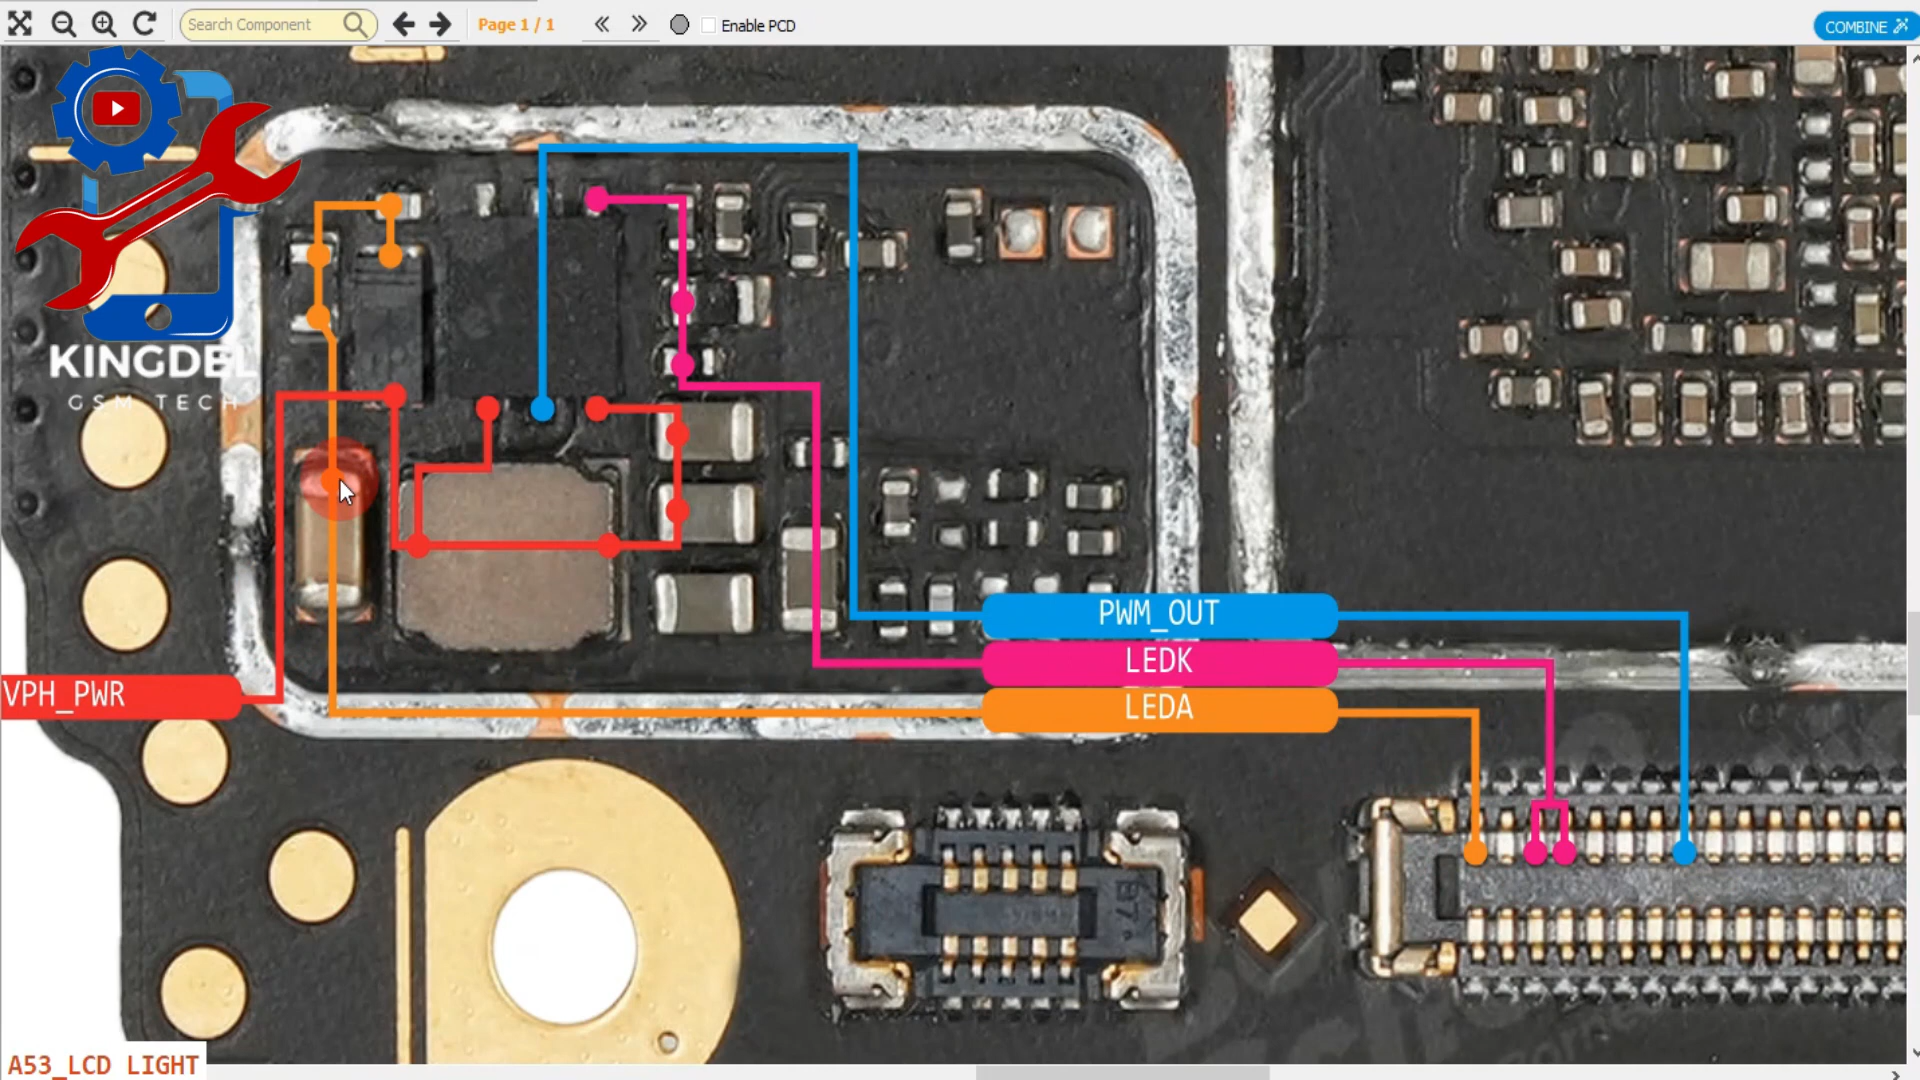 Search Component
Page 1 / 1
Enable PCD
COMBINE
KINGDEL
GSM TECH
PWM_OUT
LEDK
VPH_PWR
LEDA
A53_LCD LIGHT